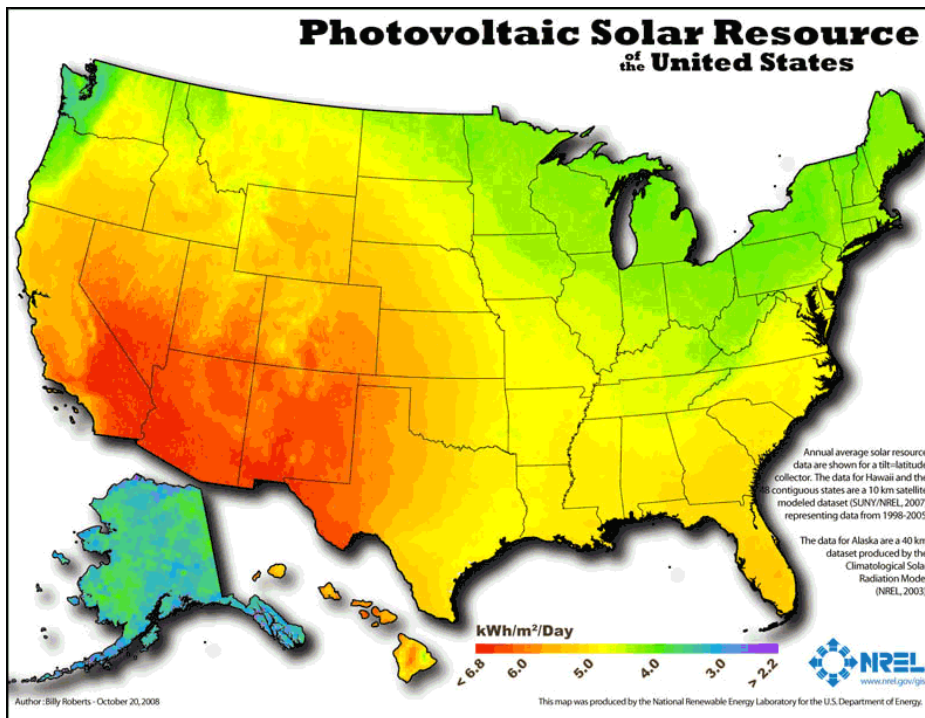 Photovoltaic Solar Resource
of the United States
Annual average solar resource
data are shown for a tilt=latitude
collector. The data for Hawaii and the
48 contiguous states are a 10 km satellite
modeled dataset (SUNY/NREL, 2007)
representing data from 1998-2005.
The data for Alaska are a 40 km
dataset produced by the
Climatological Solar
Radiation Model
(NREL, 2003)
kWh/m²/Day
< 6.8 6.0 5.0 4.0 3.0 > 2.2
NREL
www.nrel.gov/gis
Author : Billy Roberts - October 20, 2008
This map was produced by the National Renewable Energy Laboratory for the U.S. Department of Energy.